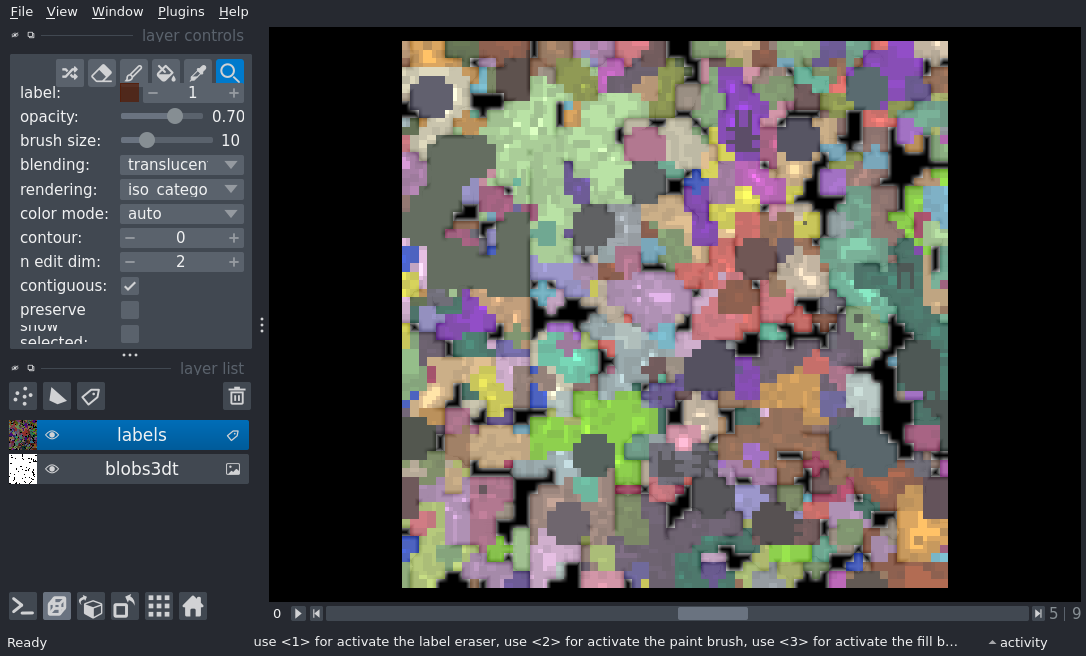 File View Window Plugins Help
layer controls
label: − 1 +
opacity: 0.70
brush size: 10
blending: translucen
rendering: iso_catego
color mode: auto
contour: − 0 +
n edit dim: − 2 +
contiguous:
preserve
show
selected:
layer list
labels
blobs3dt
0 5 | 9
Ready use <1> for activate the label eraser, use <2> for activate the paint brush, use <3> for activate the fill b... activity